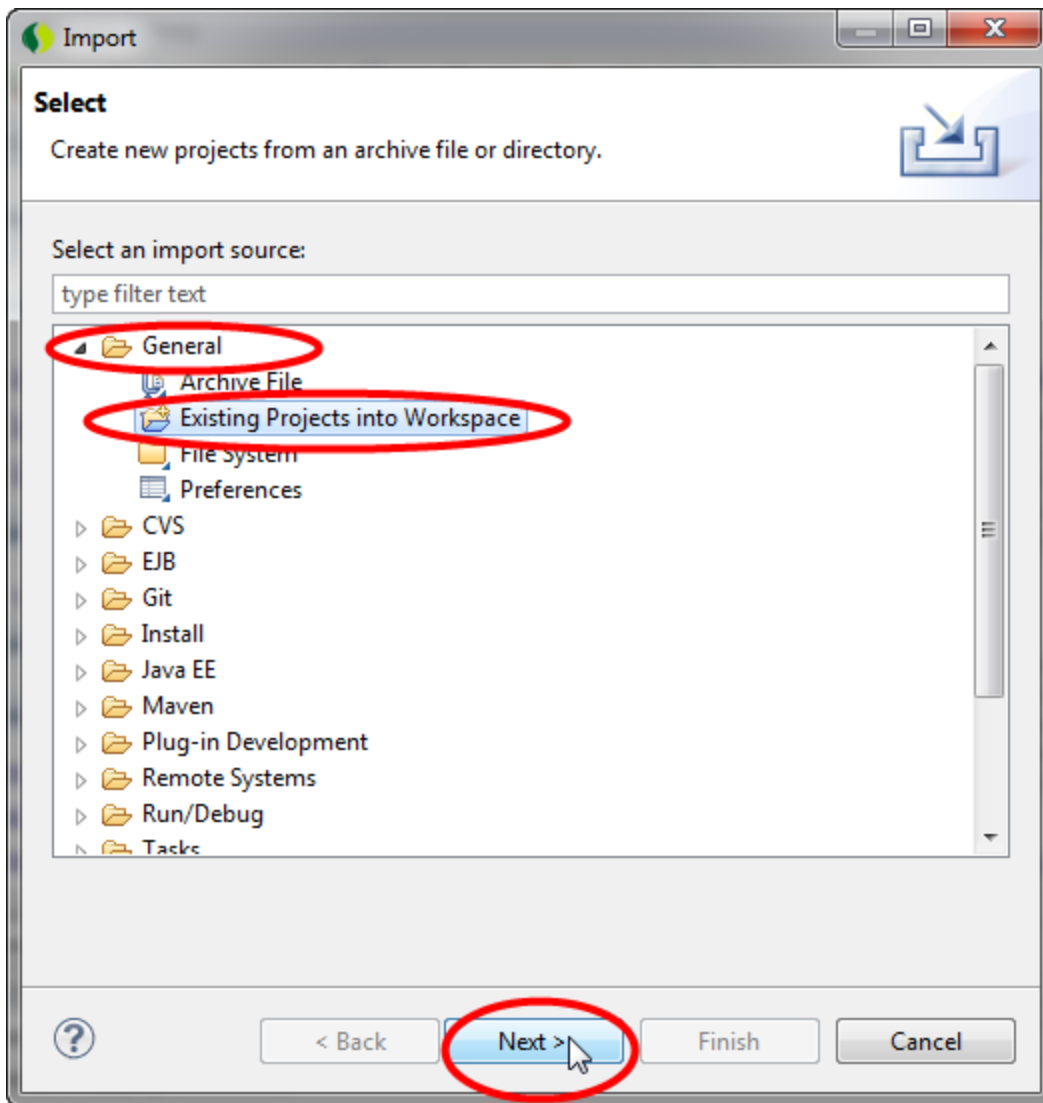 Import
Select
Create new projects from an archive file or directory.
Select an import source:
type filter text
General
Archive File
Existing Projects into Workspace
File System
Preferences
CVS
EJB
Git
Install
Java EE
Maven
Plug-in Development
Remote Systems
Run/Debug
Tasks
?
< Back Next > Finish Cancel